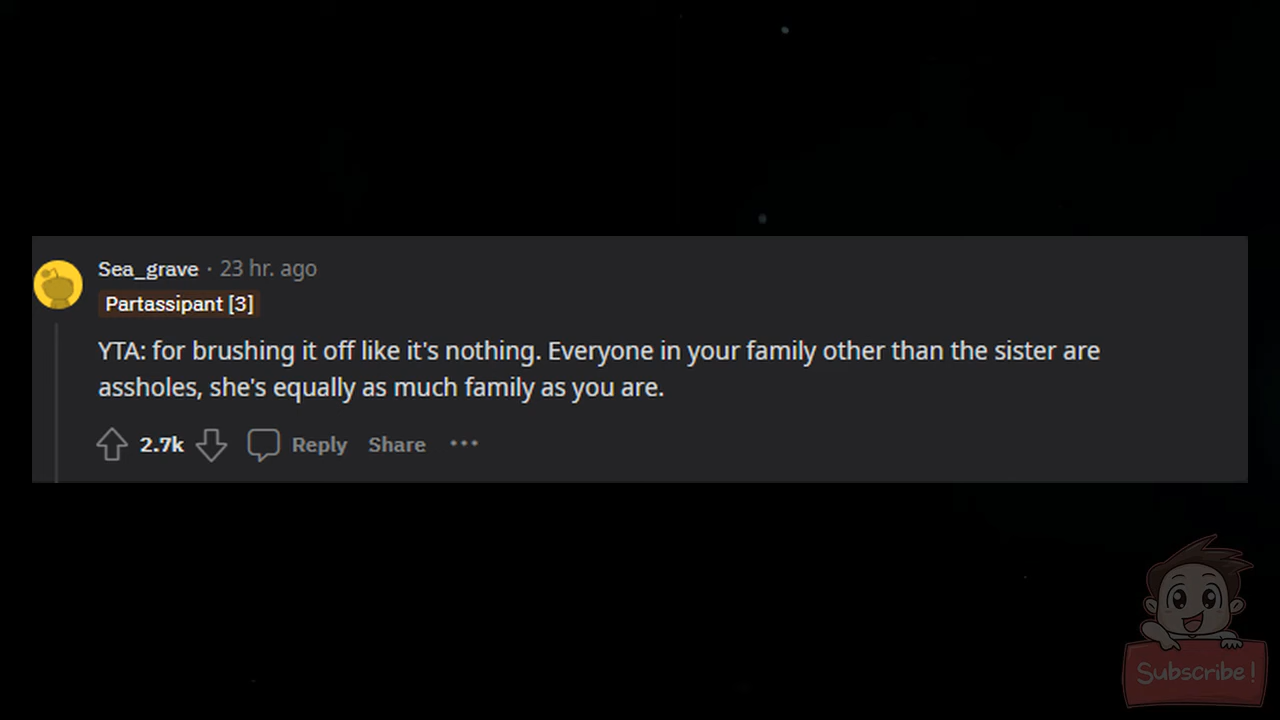 Sea_grave · 23 hr. ago
Partassipant [3]
YTA: for brushing it off like it's nothing. Everyone in your family other than the sister are
assholes, she's equally as much family as you are.
2.7k Reply Share ···
Subscribe!